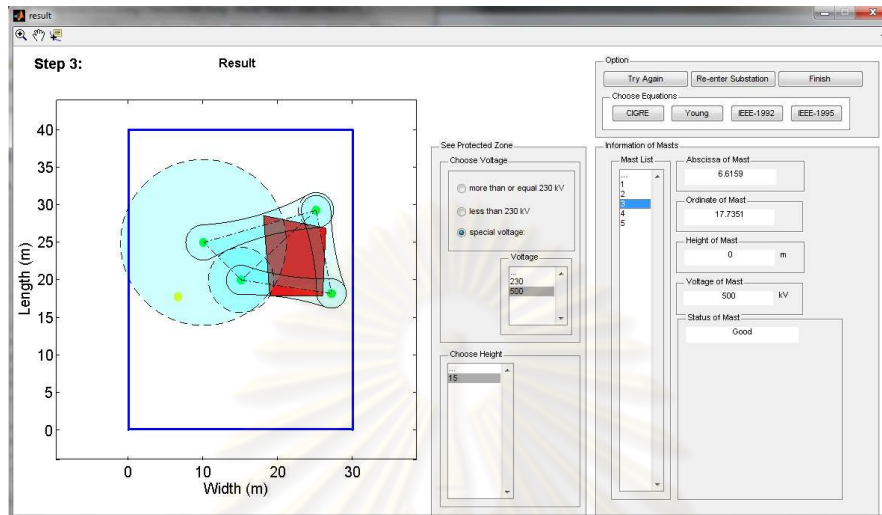 result
Step 3:
Result
Length (m)
40
35
30
25
20
15
10
5
0
0
10
20
30
Width (m)
See Protected Zone
Choose Voltage
more than or equal 230 kV
less than 230 kV
special voltage:
Voltage
...
230
500
Choose Height
...
15
Option
Try Again
Re-enter Substation
Finish
Choose Equations
CIGRE
Young
IEEE-1992
IEEE-1995
Information of Masts
Mast List
...
1
2
3
4
5
Abscissa of Mast
6.6159
Ordinate of Mast
17.7351
Height of Mast
0 m
Voltage of Mast
500 kV
Status of Mast
Good